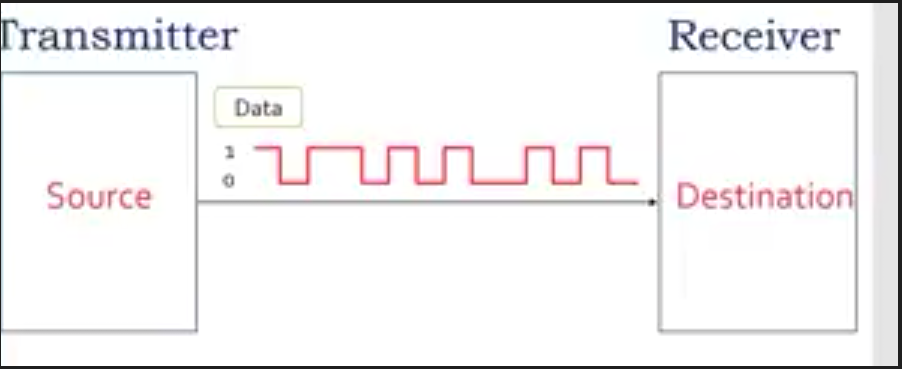 Transmitter
Receiver
Data
1
0
Source
Destination